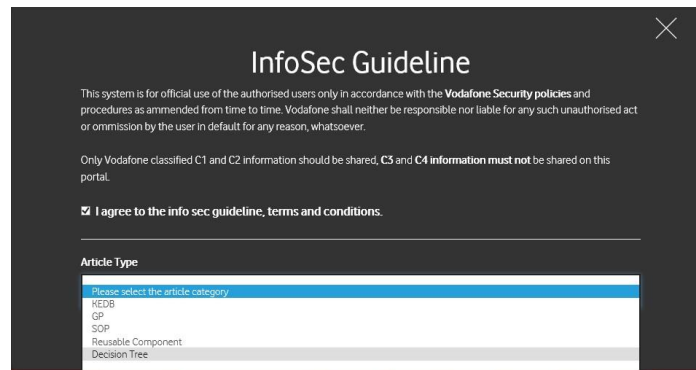 InfoSec Guideline
This system is for official use of the authorised users only in accordance with the Vodafone Security policies and
procedures as ammended from time to time. Vodafone shall neither be responsible nor liable for any such unauthorised act
or ommission by the user in default for any reason, whatsoever.
Only Vodafone classified C1 and C2 information should be shared, C3 and C4 information must not be shared on this
portal.
I agree to the info sec guideline, terms and conditions.
Article Type
Please select the article category
KEDB
GP
SOP
Reusable Component
Decision Tree